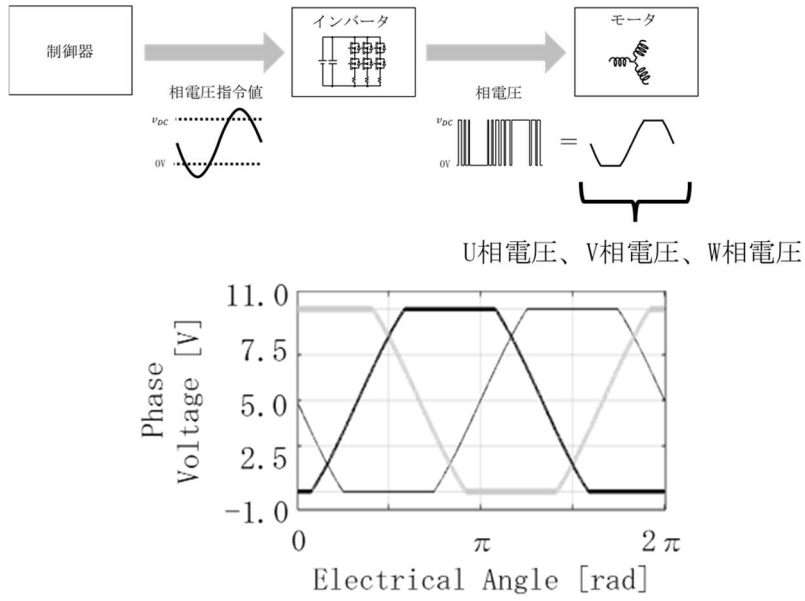 制御器
インバータ
モータ
相電圧指令値
相電圧
v_DC
0V
v_DC
0V
=
U相電圧、V相電圧、W相電圧
11.0
7.5
5.0
2.5
-1.0
Phase
Voltage [V]
0
π
2π
Electrical Angle [rad]